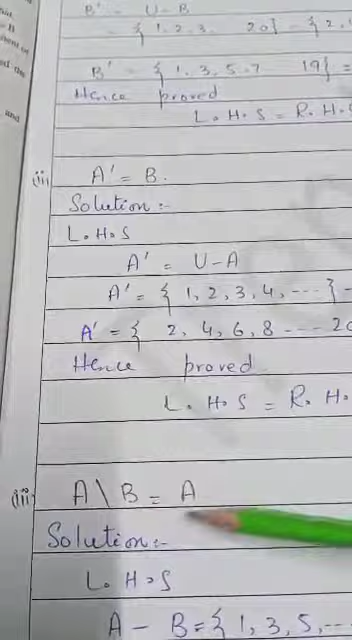 B' = U - B
= { 1, 2, 3, 20} - { 2,
B' = { 1, 3, 5, 7 19} =
Hence proved
L.H.S = R.H.S
and
(ii) A' = B.
Solution:-
L.H.S
A' = U - A
A' = { 1, 2, 3, 4, ---- } -
A' = { 2, 4, 6, 8 ---- 20
Hence proved
L.H.S = R.H.
(iii) A \ B = A
Solution:-
L.H.S
A - B = { 1, 3, 5, --